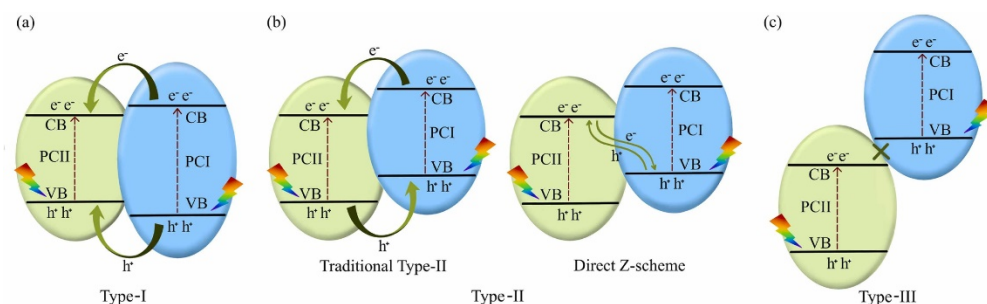 (a)
e⁻
e⁻ e⁻
CB
PCII
VB
h⁺ h⁺
e⁻ e⁻
CB
PCI
VB
h⁺ h⁺
h⁺
Type-I
(b)
e⁻
e⁻ e⁻
CB
PCII
VB
h⁺ h⁺
e⁻ e⁻
CB
PCI
VB
h⁺ h⁺
h⁺
Traditional Type-II
e⁻ e⁻
CB
PCII
VB
h⁺ h⁺
e⁻
h⁺
e⁻ e⁻
CB
PCI
VB
h⁺ h⁺
Direct Z-scheme
Type-II
(c)
e⁻ e⁻
CB
PCI
VB
h⁺ h⁺
e⁻ e⁻
CB
PCII
VB
h⁺ h⁺
Type-III